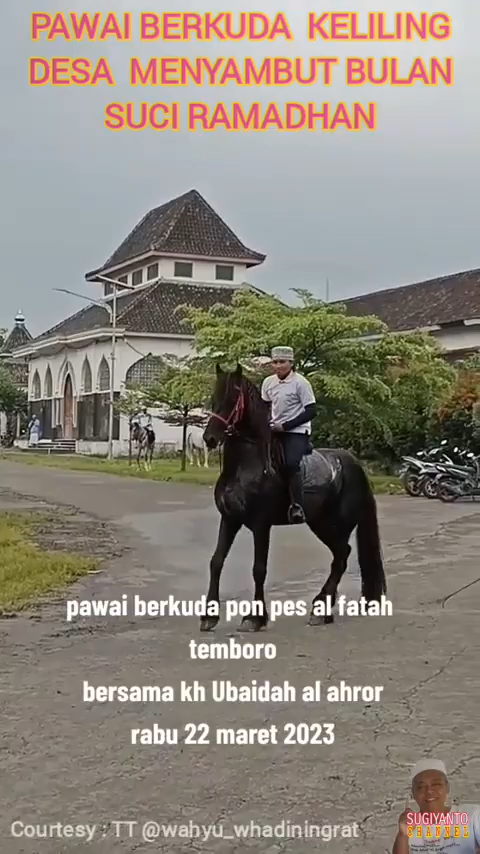 PAWAI BERKUDA KELILING
DESA MENYAMBUT BULAN
SUCI RAMADHAN
pawai berkuda pon pes al fatah
temboro
bersama kh Ubaidah al ahror
rabu 22 maret 2023
SUGIYANTO
CHANNEL
Courtesy : TT @wahyu_whadiningrat